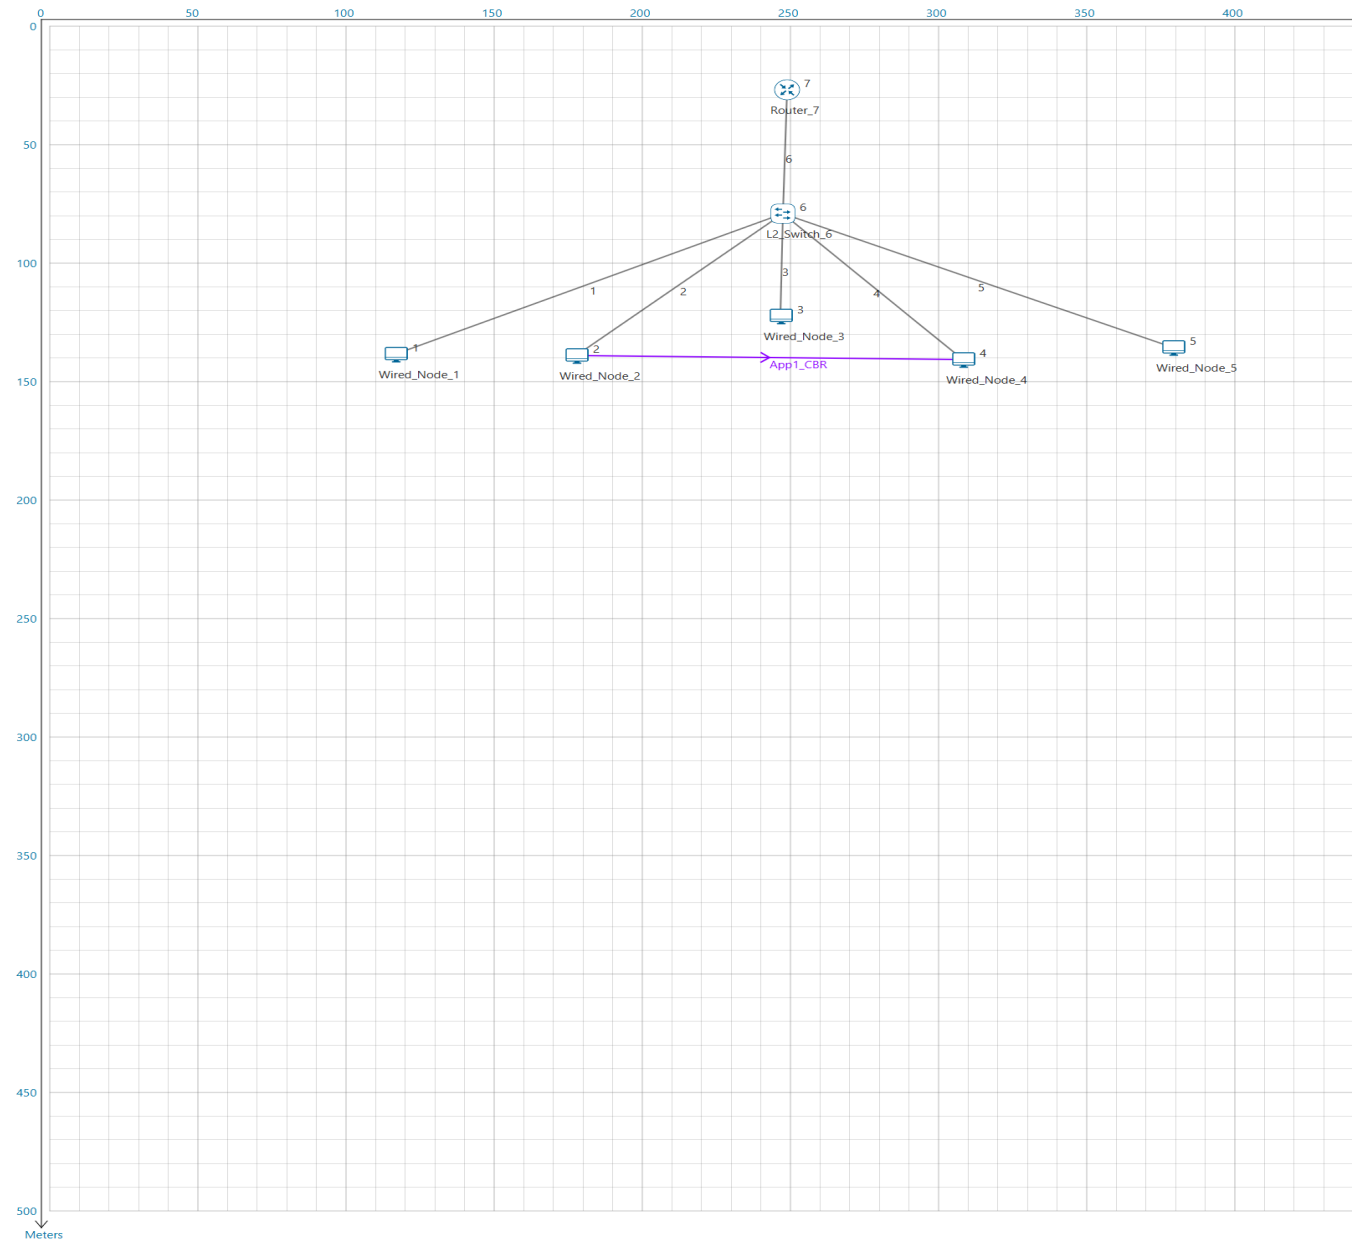 0 50 100 150 200 250 300 350 400
0
7
Router_7
50
6
6
L2_Switch_6
100
3
1
2
4
5
3
Wired_Node_3
1
Wired_Node_1
2
Wired_Node_2
4
Wired_Node_4
5
Wired_Node_5
App1_CBR
150
200
250
300
350
400
450
500
Meters